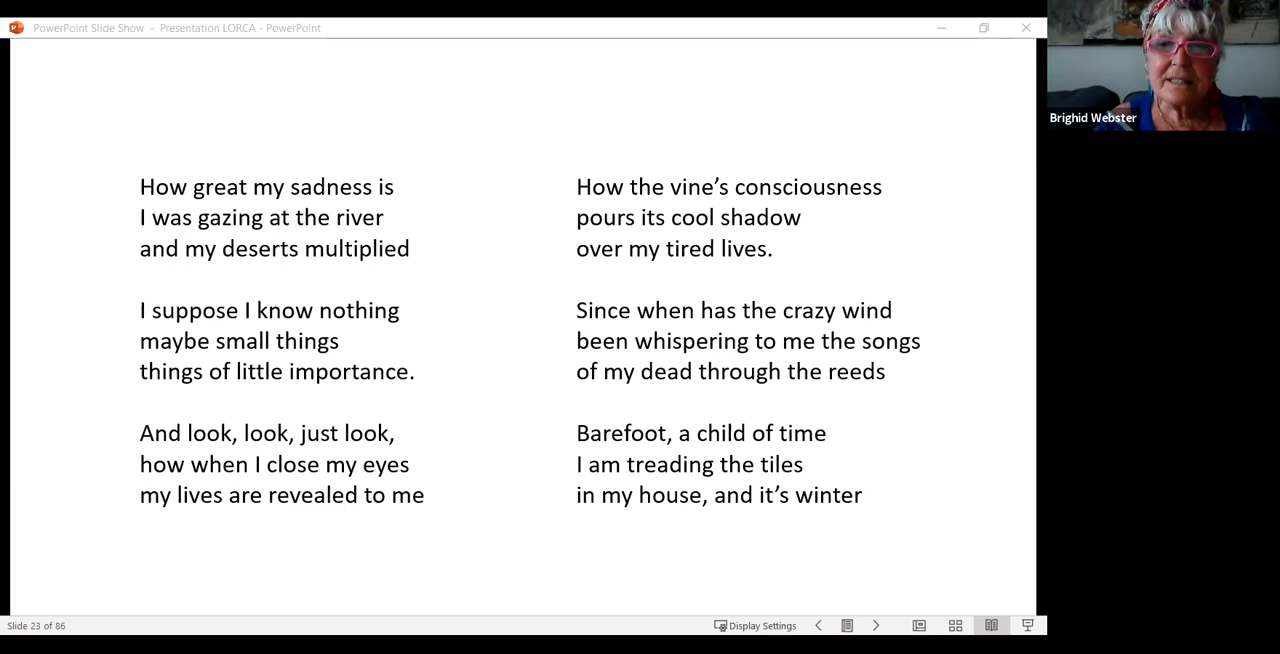 PowerPoint Slide Show - Presentation LORCA - PowerPoint
Brighid Webster
How great my sadness is
I was gazing at the river
and my deserts multiplied
I suppose I know nothing
maybe small things
things of little importance.
And look, look, just look,
how when I close my eyes
my lives are revealed to me
How the vine’s consciousness
pours its cool shadow
over my tired lives.
Since when has the crazy wind
been whispering to me the songs
of my dead through the reeds
Barefoot, a child of time
I am treading the tiles
in my house, and it’s winter
Slide 23 of 86
Display Settings